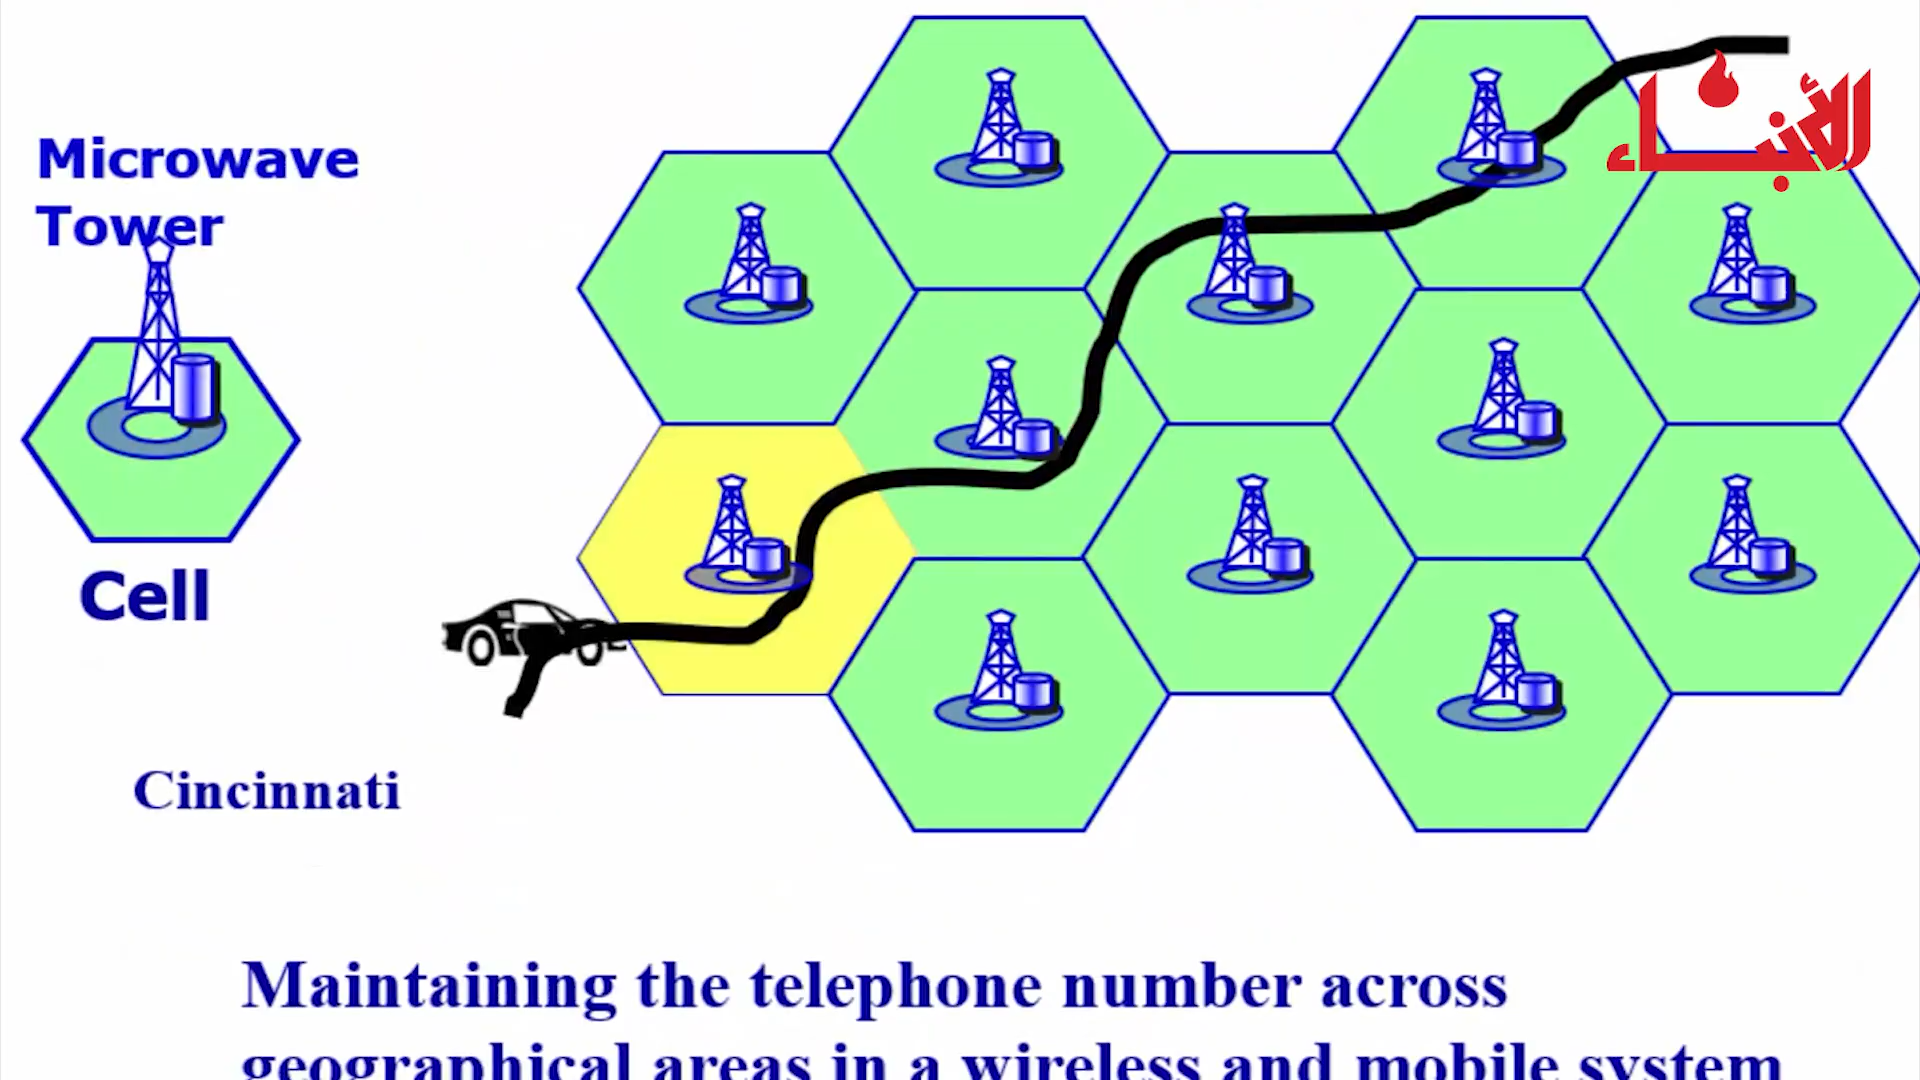 الأنباء
Microwave
Tower
Cell
Cincinnati
Maintaining the telephone number across
geographical areas in a wireless and mobile system